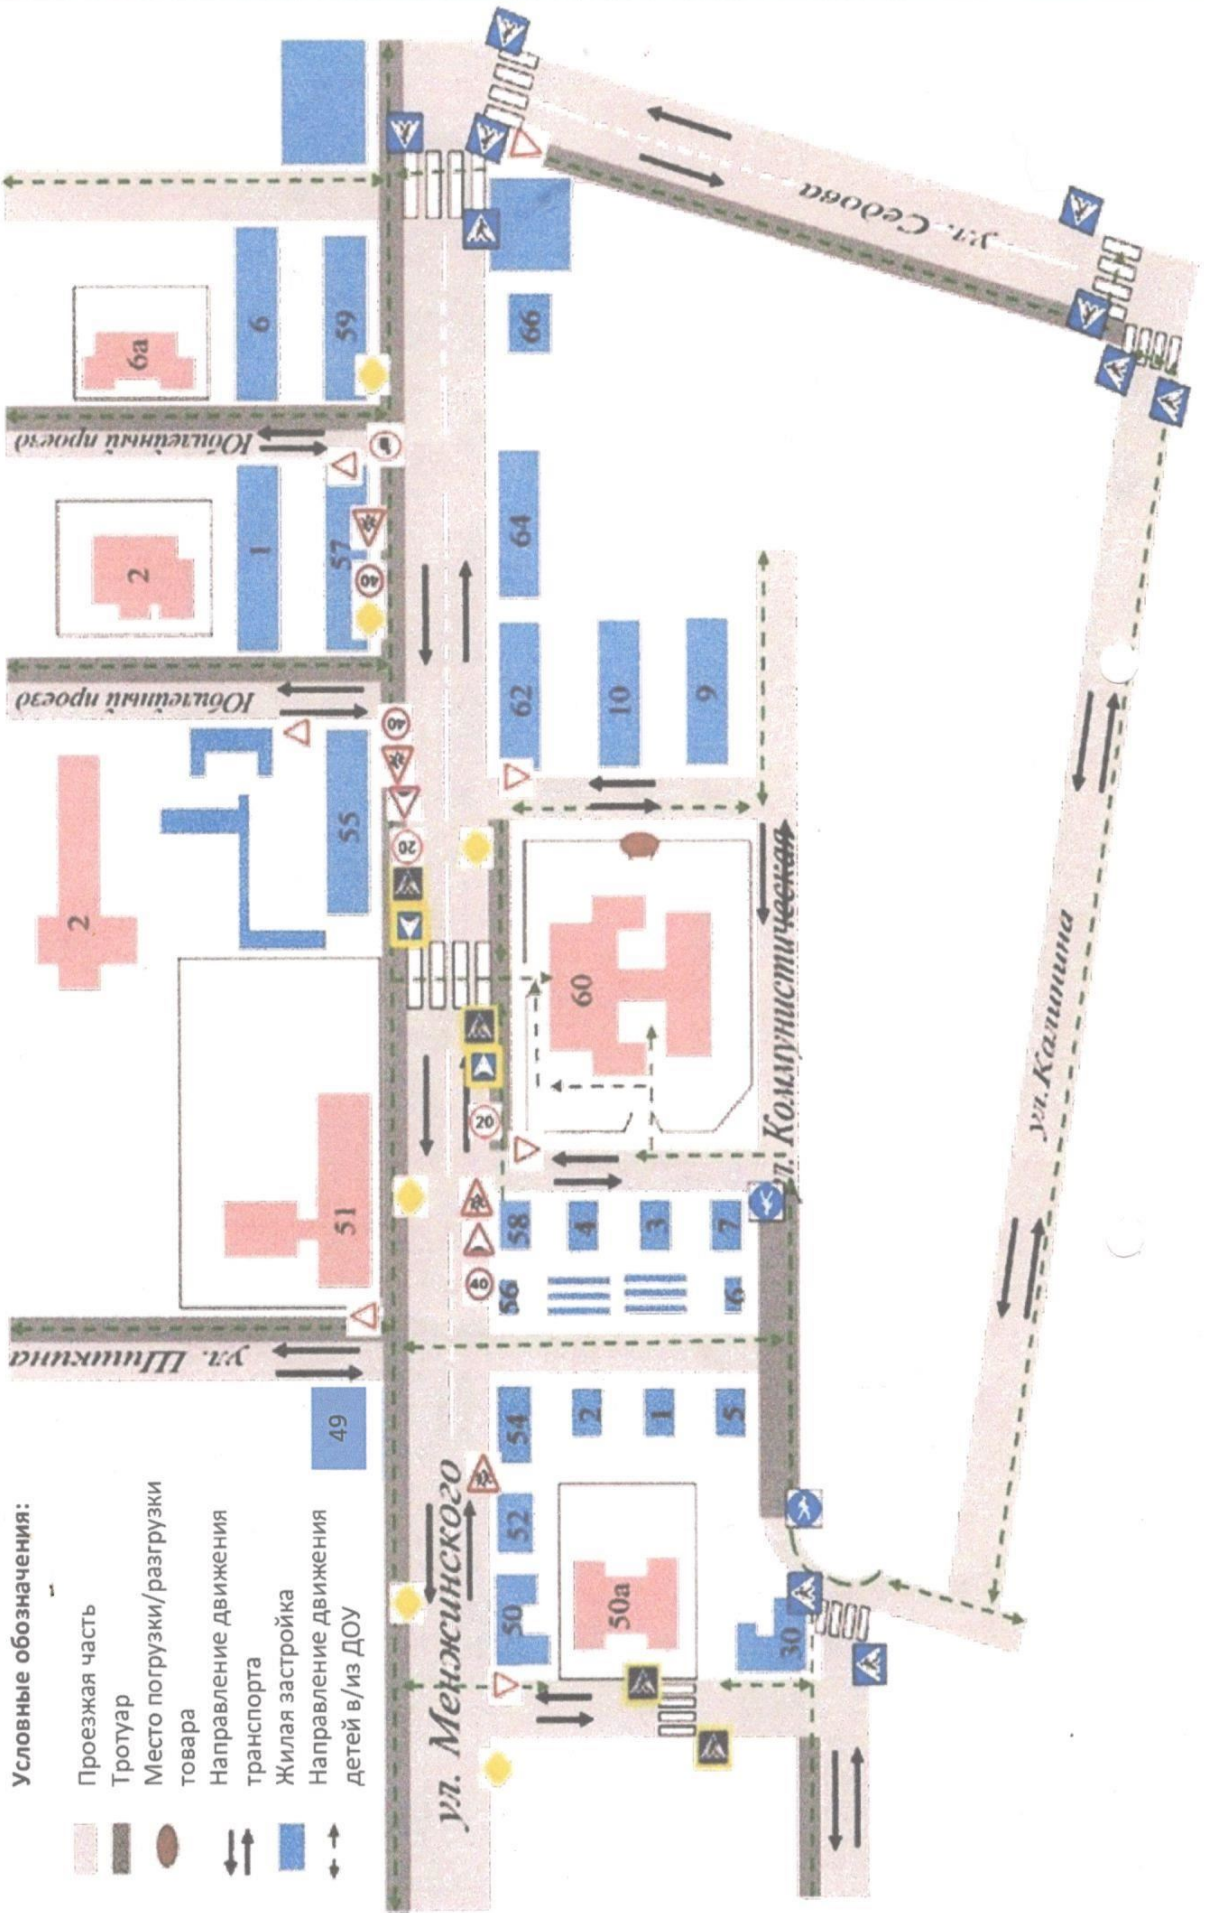 Условные обозначения:
Проезжая часть
Тротуар
Место погрузки/разгрузки
товара
Направление движения
транспорта
Жилая застройка
Направление движения
детей в/из ДОУ
49
ул. Шишкина
51
2
55
Юбилейный проезд
2
1
57
40
Юбилейный проезд
6а
6
59
40
20
ул. Менжинского
50
52
54
56
58
40
20
62
64
66
50а
30
2
1
5
4
3
7
6
60
10
9
ул. Коммунистическая
ул. Калинина
ул. Седова